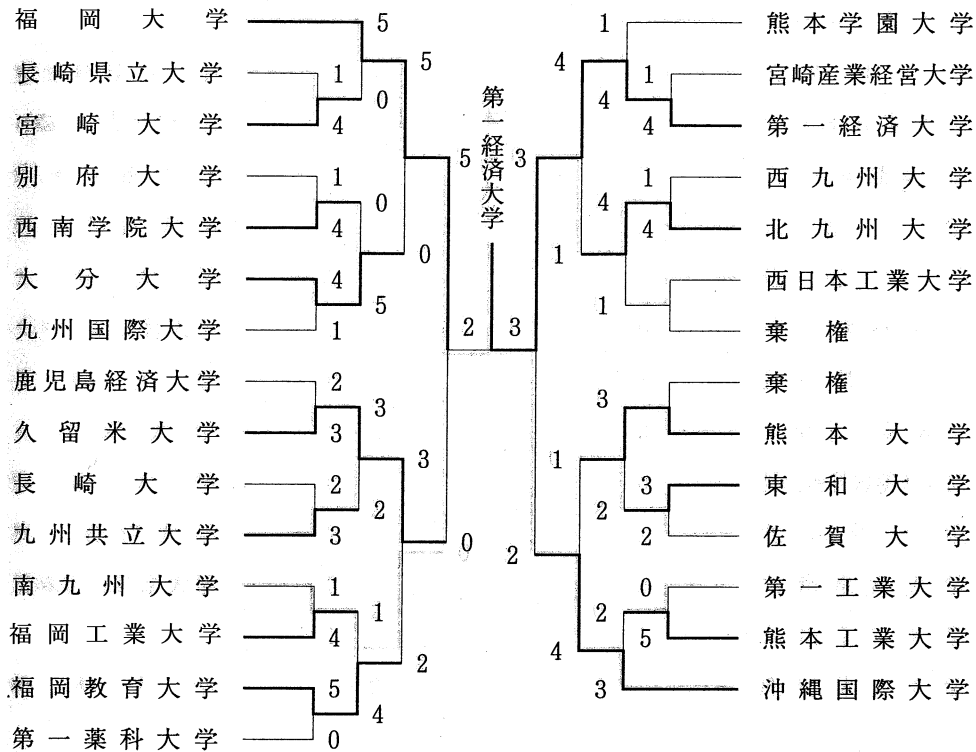 福岡大学
長崎県立大学
宮崎大学
別府大学
西南学院大学
大分大学
九州国際大学
鹿児島経済大学
久留米大学
長崎大学
九州共立大学
南九州大学
福岡工業大学
福岡教育大学
第一薬科大学
5
1
4
0
5
1
4
0
4
1
5
0
5
2
3
3
2
3
2
3
1
4
1
5
0
4
2
0
2
第一経済大学
3
3
2
4
1
1
4
1
4
4
1
4
1
3
2
3
2
1
0
5
2
3
4
熊本学園大学
宮崎産業経営大学
第一経済大学
西九州大学
北九州大学
西日本工業大学
棄権
棄権
熊本大学
東和大学
佐賀大学
第一工業大学
熊本工業大学
沖縄国際大学